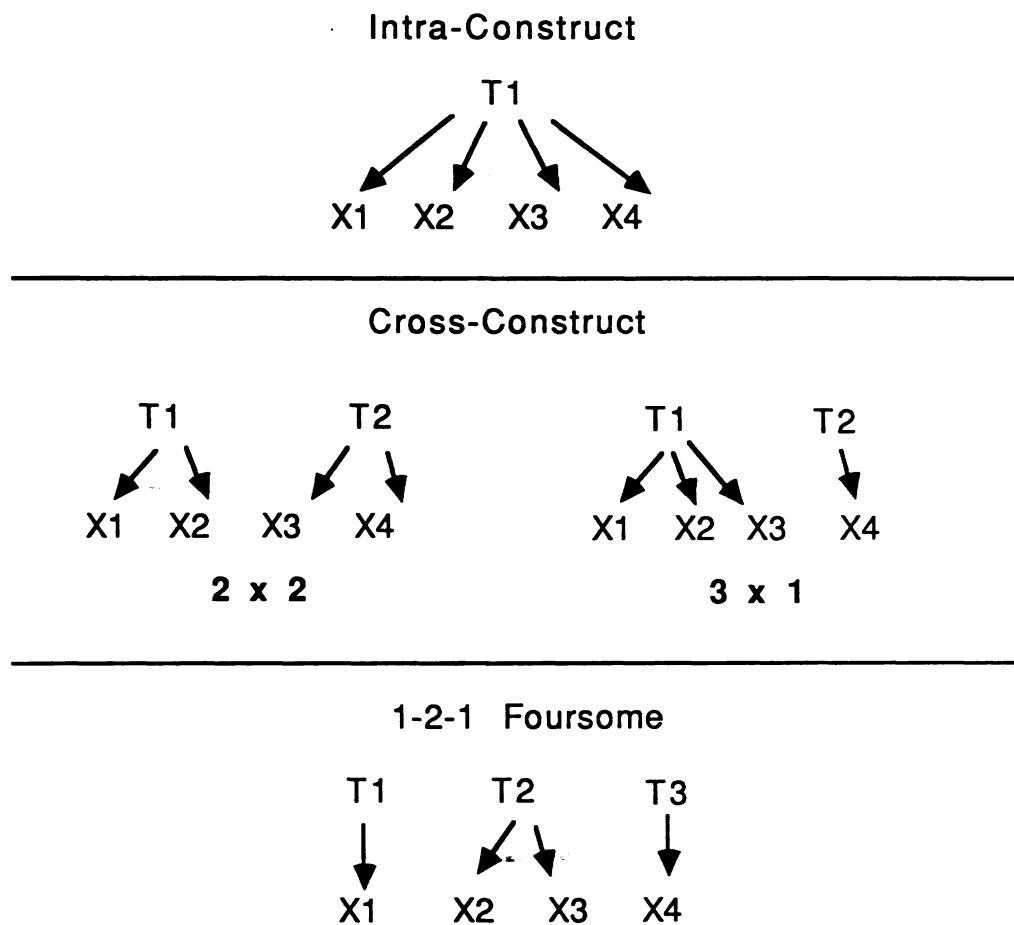 Intra-Construct
T1
X1 X2 X3 X4
Cross-Construct
T1 T2 T1 T2
X1 X2 X3 X4 X1 X2 X3 X4
2 x 2 3 x 1
1-2-1 Foursome
T1 T2 T3
X1 X2 X3 X4